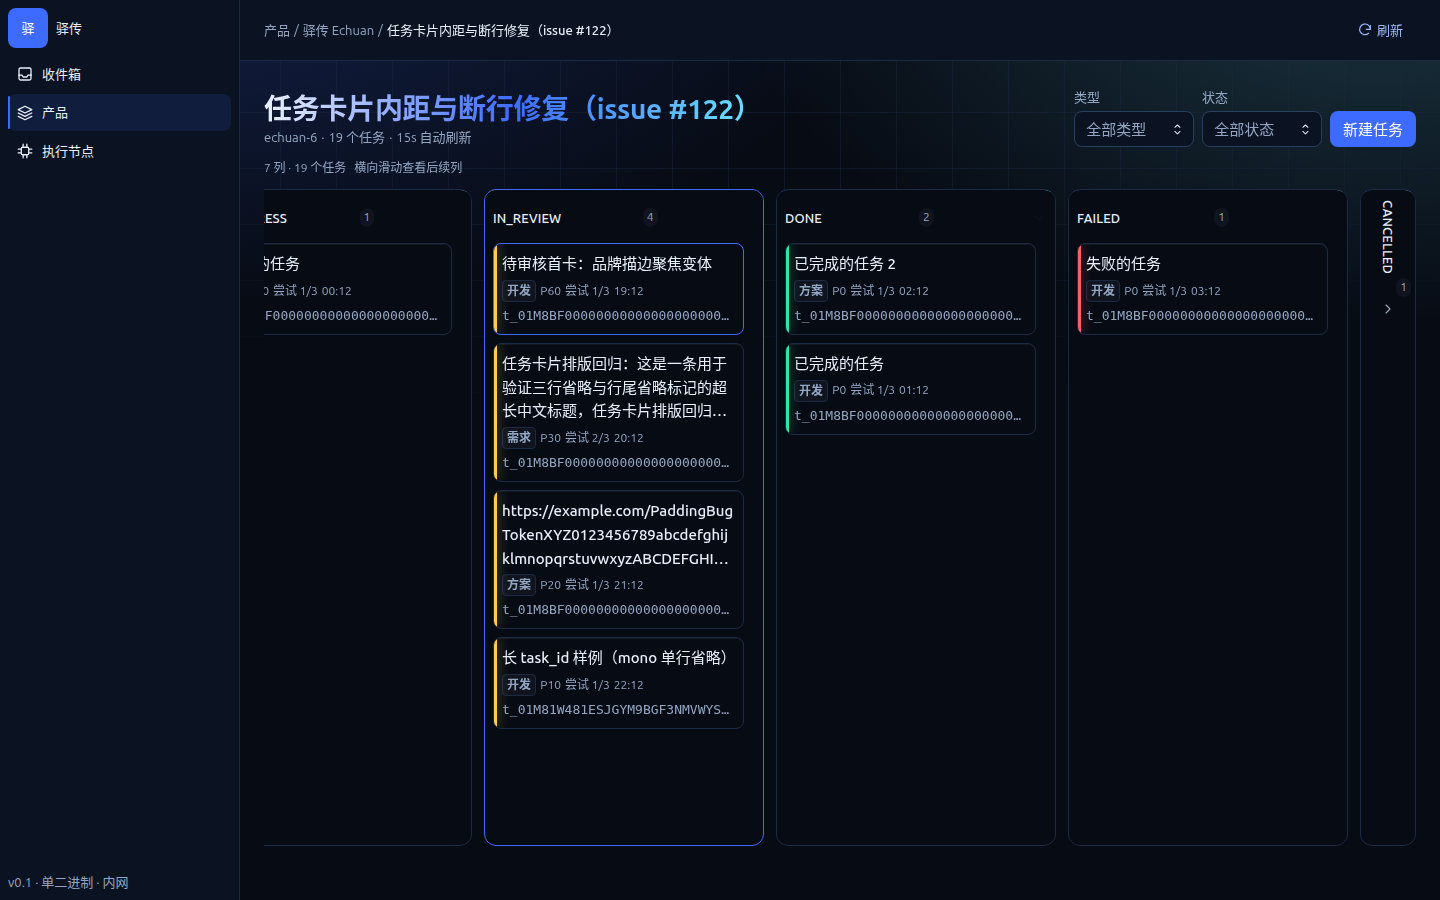 驿 驿传
收件箱
产品
执行节点
v0.1 · 单二进制 · 内网
产品 / 驿传 Echuan / 任务卡片内距与断行修复（issue #122）
刷新
任务卡片内距与断行修复（issue #122）
echuan-6 · 19 个任务 · 15s 自动刷新
类型
全部类型
状态
全部状态
新建任务
7 列 · 19 个任务 横向滑动查看后续列
RESS 1
的任务
0 尝试 1/3 00:12
IN_REVIEW 4
待审核首卡：品牌描边聚焦变体
开发 P60 尝试 1/3 19:12
任务卡片排版回归：这是一条用于
验证三行省略与行尾省略标记的超
长中文标题，任务卡片排版回归…
需求 P30 尝试 2/3 20:12
https://example.com/PaddingBug
TokenXYZ0123456789abcdefghij
klmnopqrstuvwxyzABCDEFGHI…
方案 P20 尝试 1/3 21:12
长 task_id 样例（mono 单行省略）
开发 P10 尝试 1/3 22:12
t_01M81W481ESJGYM9BGF3NMVWYS…
DONE 2
已完成的任务 2
方案 P0 尝试 1/3 02:12
已完成的任务
开发 P0 尝试 1/3 01:12
FAILED 1
失败的任务
开发 P0 尝试 1/3 03:12
CANCELLED 1